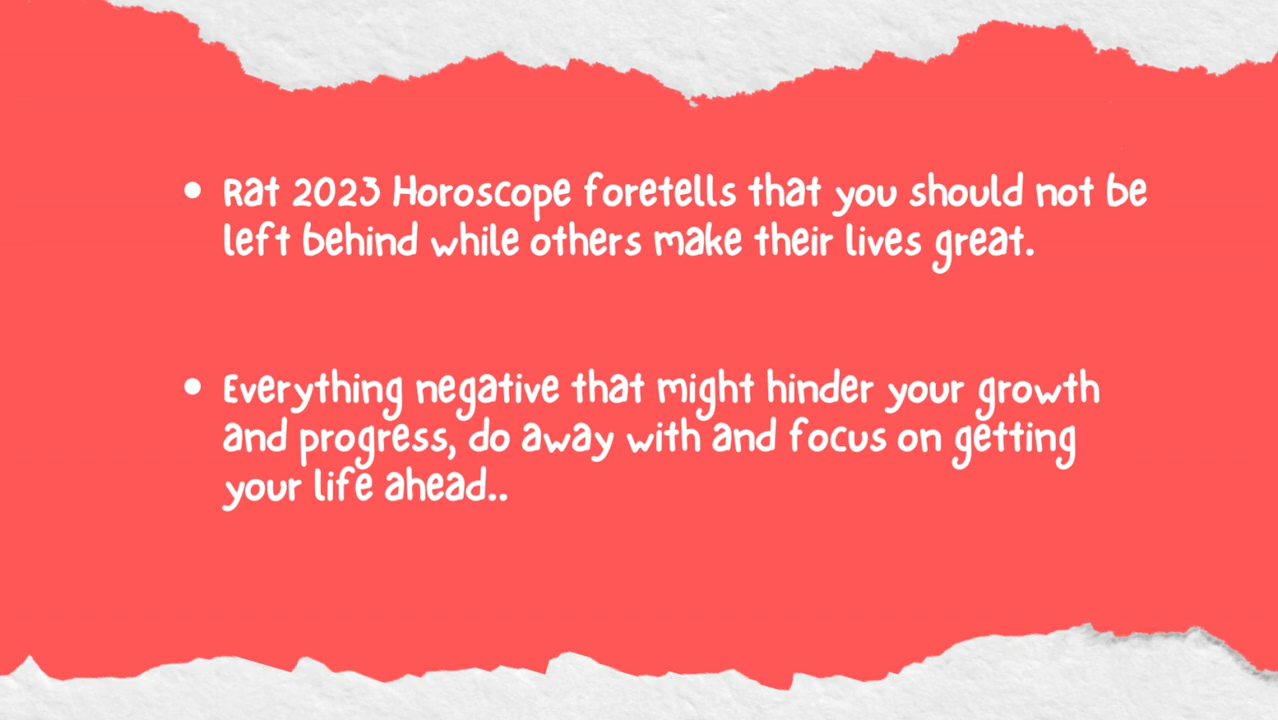 • Rat 2023 Horoscope foretells that you should not be
left behind while others make their lives great.
• Everything negative that might hinder your growth
and progress, do away with and focus on getting
your life ahead..